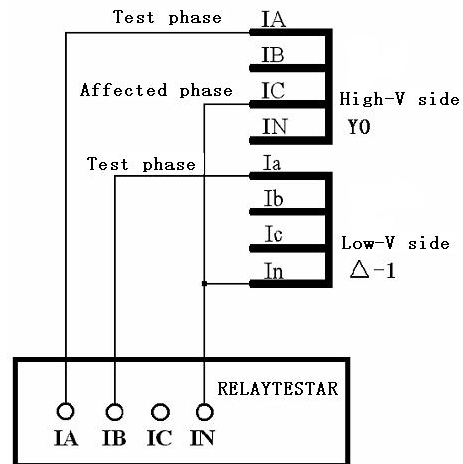 Test phase IA
IB
Affected phase IC
High-V side
IN Y0
Test phase Ia
Ib
Ic
Low-V side
In △-1
RELAYTESTAR
IA IB IC IN